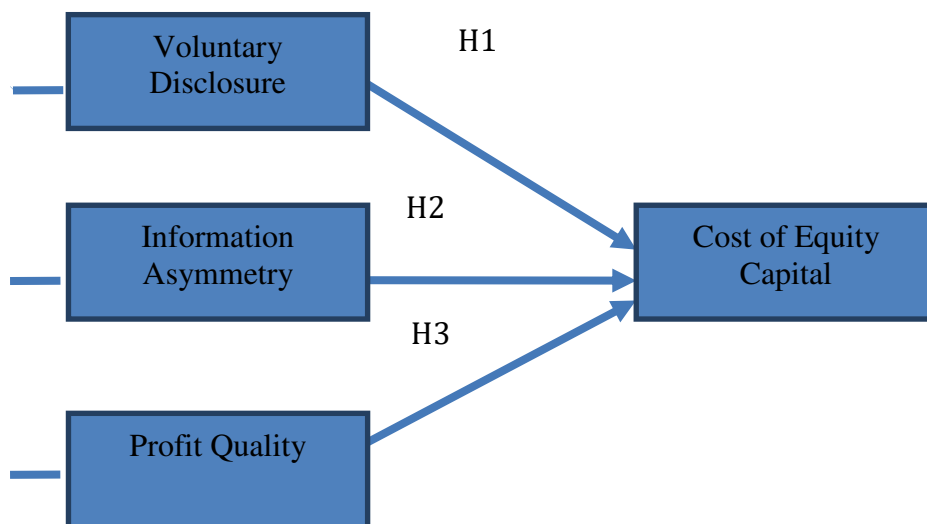 Voluntary
Disclosure
H1
Information
Asymmetry
H2
Cost of Equity
Capital
H3
Profit Quality